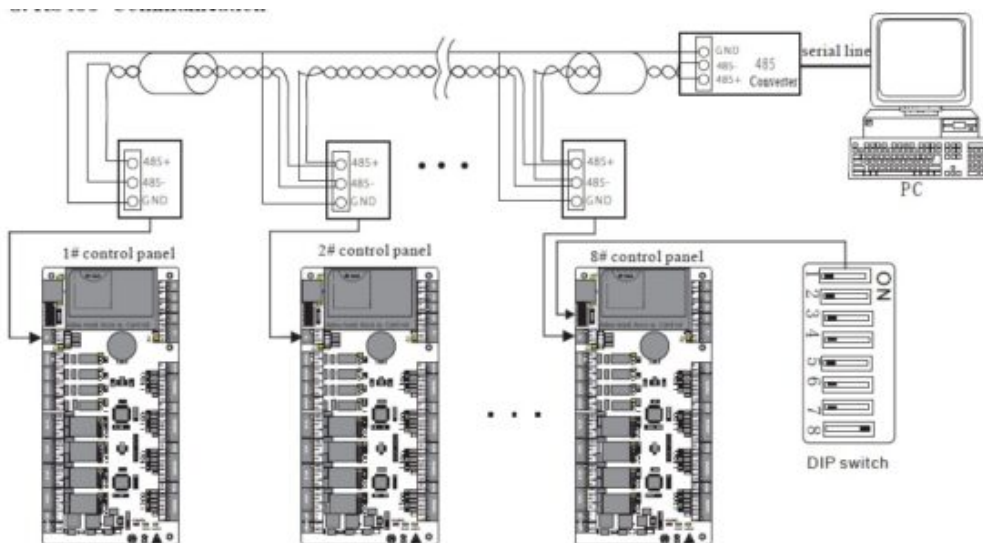 GND
485-
485+
485
Converter
serial line
PC
485+
485-
GND
485+
485-
GND
485+
485-
GND
1# control panel
2# control panel
8# control panel
ON
1
2
3
4
5
6
7
8
DIP switch